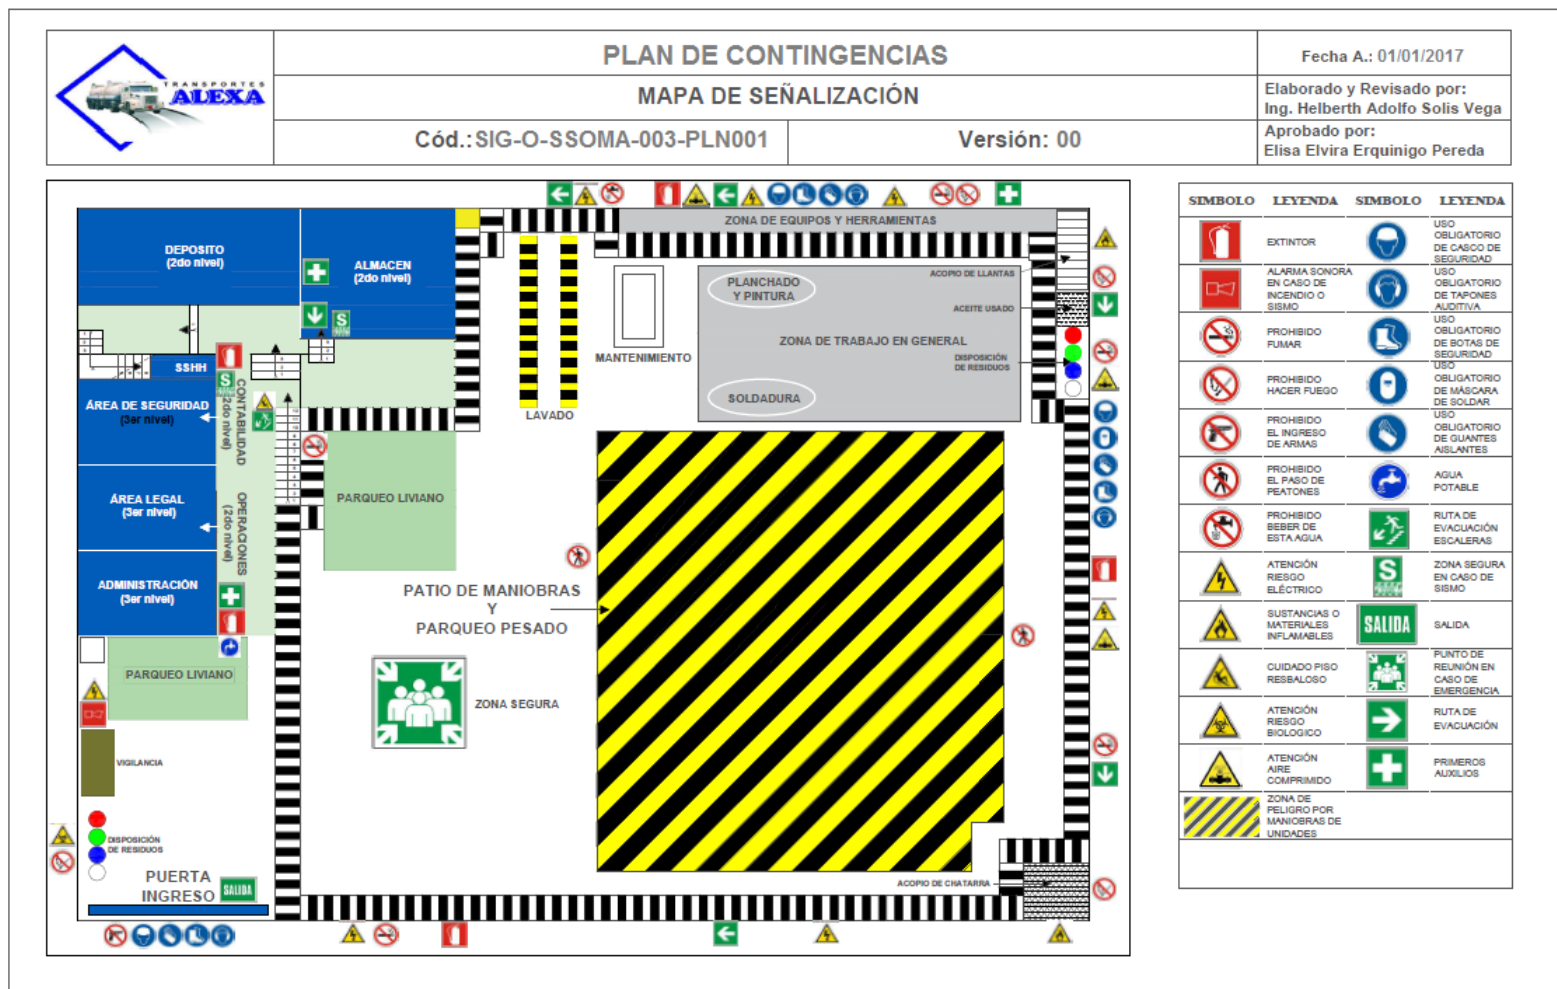 TRANSPORTES
ALEXA
PLAN DE CONTINGENCIAS
MAPA DE SEÑALIZACIÓN
Cód.:SIG-O-SSOMA-003-PLN001
Versión: 00
Fecha A.: 01/01/2017
Elaborado y Revisado por:
Ing. Helberth Adolfo Solis Vega
Aprobado por:
Elisa Elvira Erquinigo Pereda
ZONA DE EQUIPOS Y HERRAMIENTAS
DEPOSITO
(2do nivel)
ALMACEN
(2do nivel)
S
PLANCHADO
Y PINTURA
ACOPIO DE LLANTAS
ACEITE USADO
ZONA DE TRABAJO EN GENERAL
DISPOSICIÓN
DE RESIDUOS
MANTENIMIENTO
SOLDADURA
LAVADO
SSHH
S
ÁREA DE SEGURIDAD
(3er nivel)
CONTABILIDAD
(2do nivel)
ÁREA LEGAL
(3er nivel)
OPERACIONES
(2do nivel)
ADMINISTRACIÓN
(3er nivel)
PARQUEO LIVIANO
PATIO DE MANIOBRAS
Y
PARQUEO PESADO
PARQUEO LIVIANO
ZONA SEGURA
VIGILANCIA
DISPOSICIÓN
DE RESIDUOS
PUERTA
INGRESO
SALIDA
ACOPIO DE CHATARRA
SIMBOLO LEYENDA SIMBOLO LEYENDA
EXTINTOR
USO
OBLIGATORIO
DE CASCO DE
SEGURIDAD
ALARMA SONORA
EN CASO DE
INCENDIO O
SISMO
USO
OBLIGATORIO
DE TAPONES
AUDITIVA
PROHIBIDO
FUMAR
USO
OBLIGATORIO
DE BOTAS DE
SEGURIDAD
PROHIBIDO
HACER FUEGO
USO
OBLIGATORIO
DE MÁSCARA
DE SOLDAR
PROHIBIDO
EL INGRESO
DE ARMAS
USO
OBLIGATORIO
DE GUANTES
AISLANTES
PROHIBIDO
EL PASO DE
PEATONES
AGUA
POTABLE
PROHIBIDO
BEBER DE
ESTA AGUA
RUTA DE
EVACUACIÓN
ESCALERAS
ATENCIÓN
RIESGO
ELÉCTRICO
S
ZONA SEGURA
EN CASO DE
SISMO
SUSTANCIAS O
MATERIALES
INFLAMABLES
SALIDA
SALIDA
CUIDADO PISO
RESBALOSO
PUNTO DE
REUNIÓN EN
CASO DE
EMERGENCIA
ATENCIÓN
RIESGO
BIOLOGICO
RUTA DE
EVACUACIÓN
ATENCIÓN
AIRE
COMPRIMIDO
PRIMEROS
AUXILIOS
ZONA DE
PELIGRO POR
MANIOBRAS DE
UNIDADES